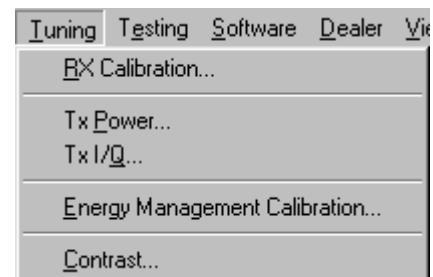 Tuning Testing Software Dealer
RX Calibration...
Tx Power...
Tx I/Q...
Energy Management Calibration...
Contrast...